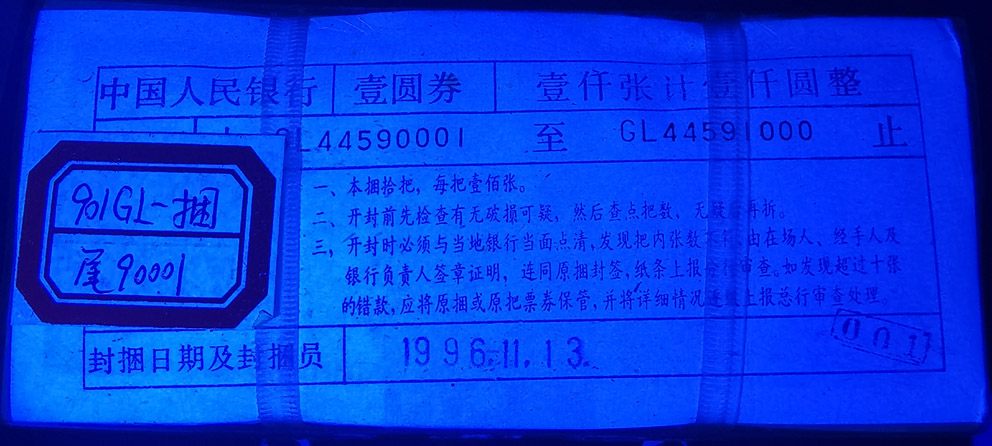 中国人民银行 壹圆券 壹仟张计壹仟圆整
GL44590001 至 GL44591000 止
一、本捆拾把，每把壹佰张。
二、开封前先检查有无破损可疑，然后查点把数，无疑后再拆。
三、开封时必须与当地银行当面点清，发现把内张数不符，由在场人、经手人及
银行负责人签章证明，连同原捆封签，纸条上报总行审查。如发现超过十张
的错款，应将原捆或原把票券保管，并将详细情况逐级上报总行审查处理
封捆日期及封捆员 1996.11.13.
001
901GL一捆
尾90001